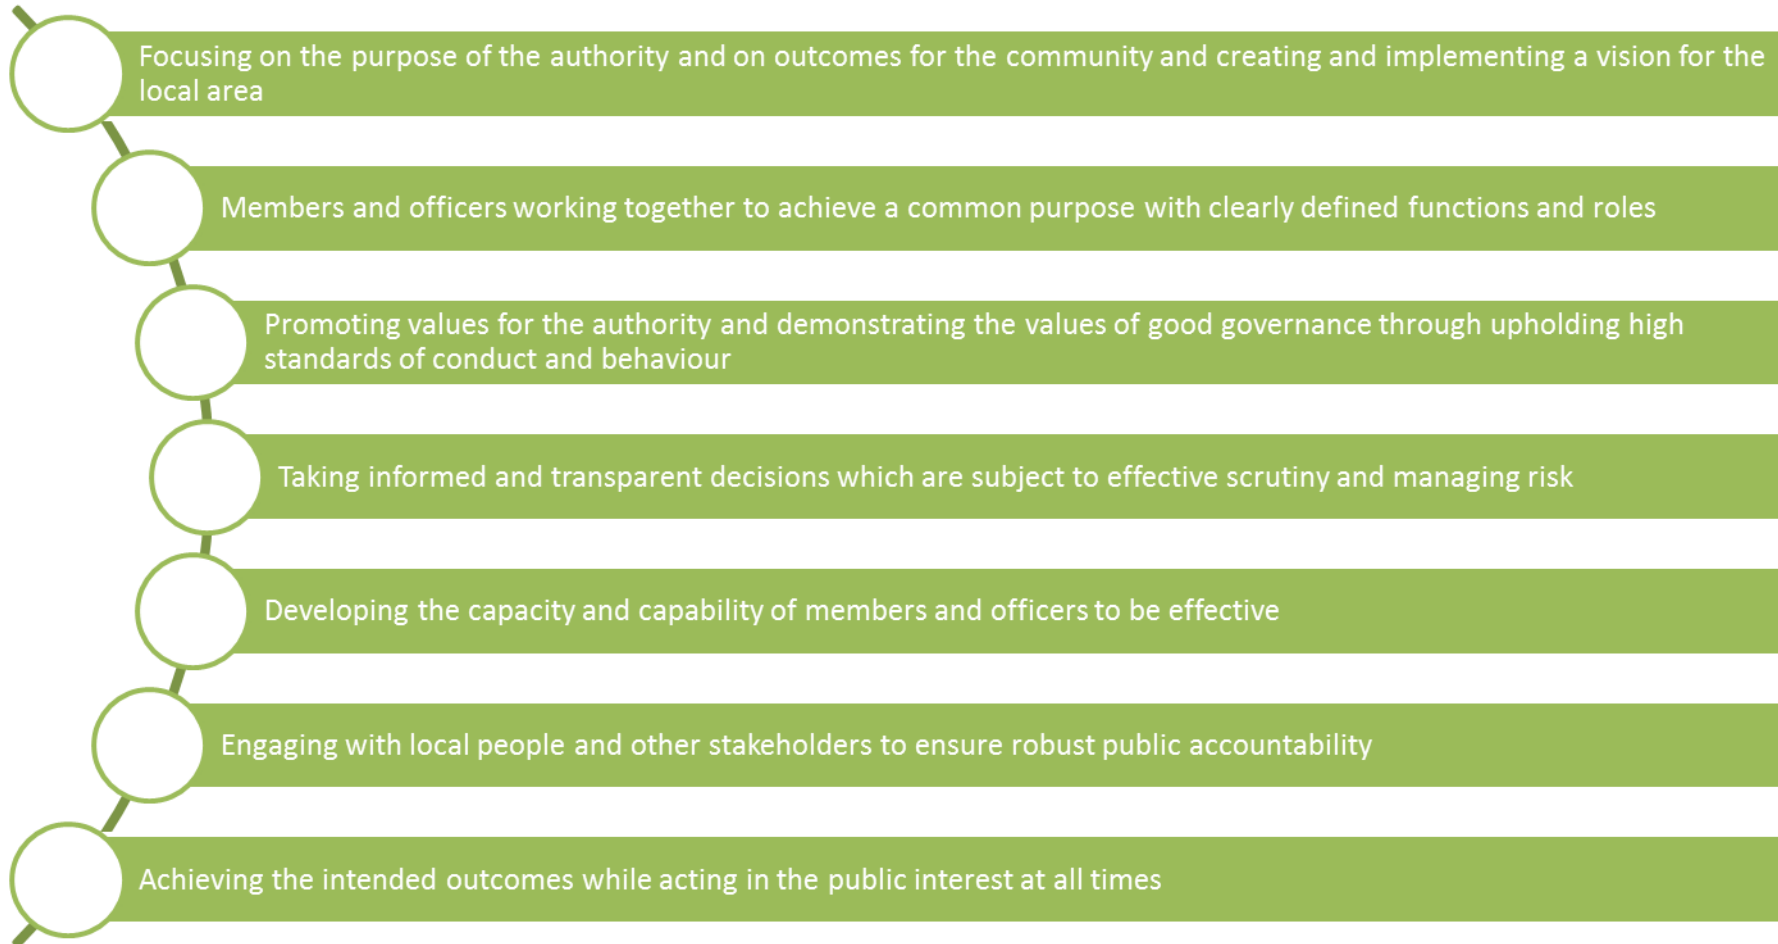 Focusing on the purpose of the authority and on outcomes for the community and creating and implementing a vision for the
local area
Members and officers working together to achieve a common purpose with clearly defined functions and roles
Promoting values for the authority and demonstrating the values of good governance through upholding high
standards of conduct and behaviour
Taking informed and transparent decisions which are subject to effective scrutiny and managing risk
Developing the capacity and capability of members and officers to be effective
Engaging with local people and other stakeholders to ensure robust public accountability
Achieving the intended outcomes while acting in the public interest at all times